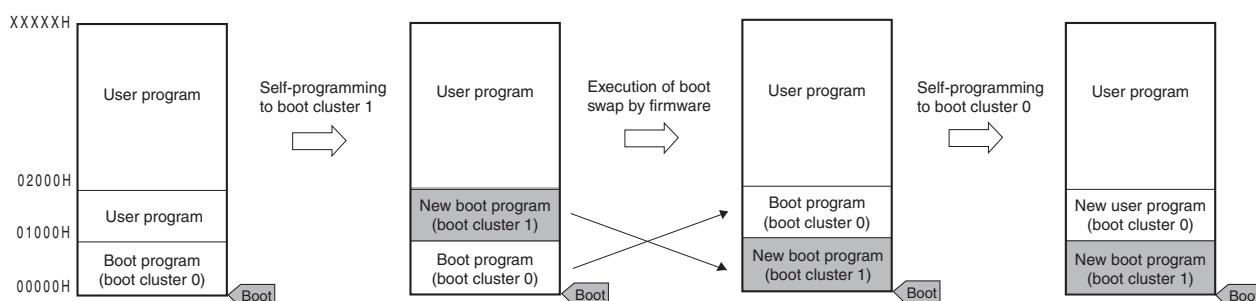 XXXXXH
User program
02000H
User program
01000H
Boot program
(boot cluster 0)
00000H
Boot
Self-programming
to boot cluster 1
User program
New boot program
(boot cluster 1)
Boot program
(boot cluster 0)
Boot
Execution of boot
swap by firmware
User program
Boot program
(boot cluster 0)
New boot program
(boot cluster 1)
Boot
Self-programming
to boot cluster 0
User program
New user program
(boot cluster 0)
New boot program
(boot cluster 1)
Boo